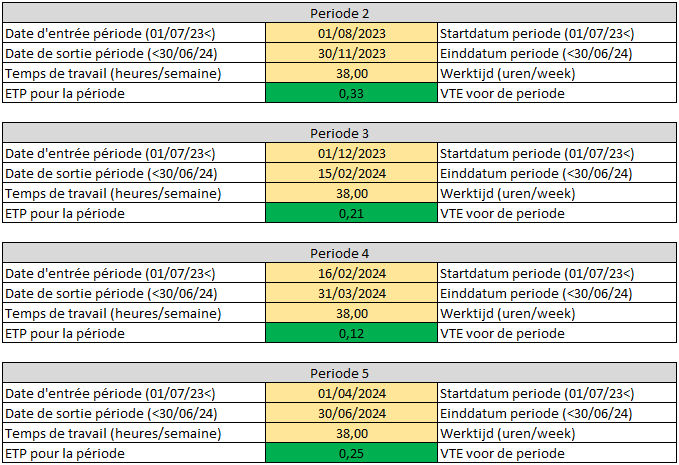 Periode 2
Date d'entrée période (01/07/23<) 01/08/2023 Startdatum periode (01/07/23<)
Date de sortie période (<30/06/24) 30/11/2023 Einddatum periode (<30/06/24)
Temps de travail (heures/semaine) 38,00 Werktijd (uren/week)
ETP pour la période 0,33 VTE voor de periode
Periode 3
Date d'entrée période (01/07/23<) 01/12/2023 Startdatum periode (01/07/23<)
Date de sortie période (<30/06/24) 15/02/2024 Einddatum periode (<30/06/24)
Temps de travail (heures/semaine) 38,00 Werktijd (uren/week)
ETP pour la période 0,21 VTE voor de periode
Periode 4
Date d'entrée période (01/07/23<) 16/02/2024 Startdatum periode (01/07/23<)
Date de sortie période (<30/06/24) 31/03/2024 Einddatum periode (<30/06/24)
Temps de travail (heures/semaine) 38,00 Werktijd (uren/week)
ETP pour la période 0,12 VTE voor de periode
Periode 5
Date d'entrée période (01/07/23<) 01/04/2024 Startdatum periode (01/07/23<)
Date de sortie période (<30/06/24) 30/06/2024 Einddatum periode (<30/06/24)
Temps de travail (heures/semaine) 38,00 Werktijd (uren/week)
ETP pour la période 0,25 VTE voor de periode